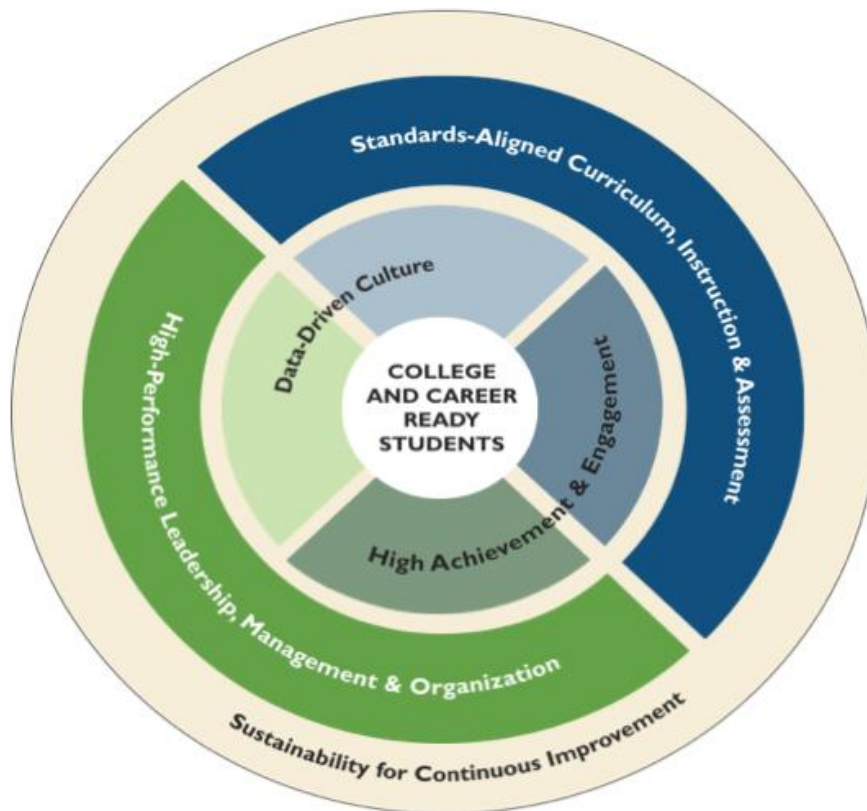 Standards-Aligned Curriculum, Instruction & Assessment
Data-Driven Culture
COLLEGE
AND CAREER
READY
STUDENTS
High Achievement & Engagement
High-Performance Leadership, Management & Organization
Sustainability for Continuous Improvement